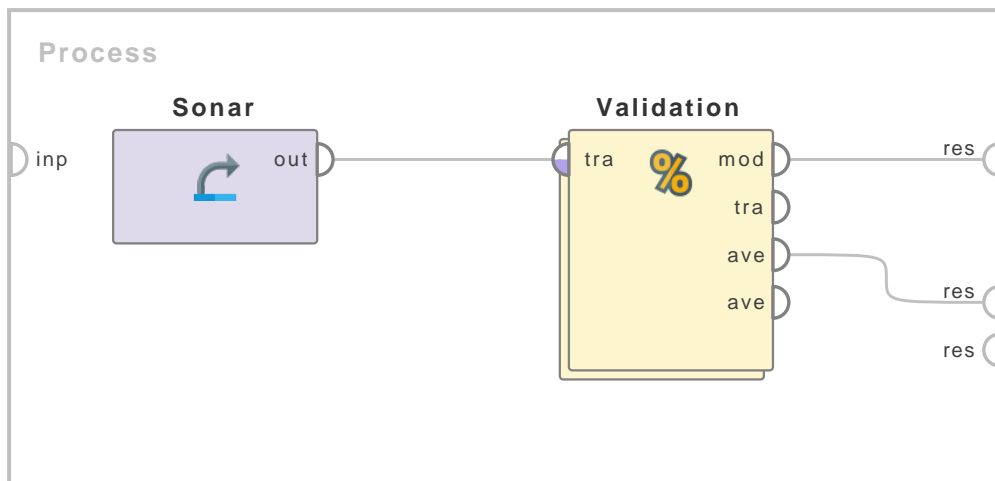 Process
Sonar
Validation
inp
out
tra
%
mod
res
tra
ave
res
ave
res